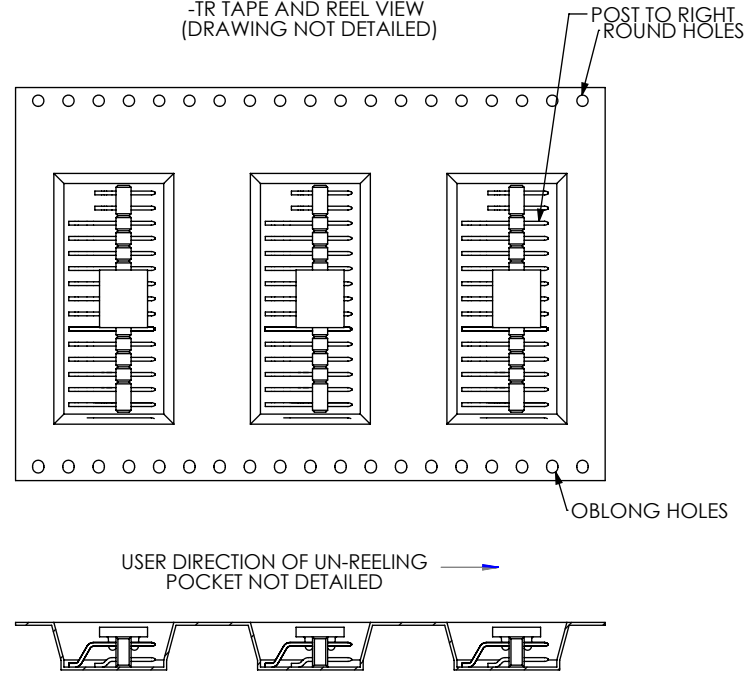 -TR TAPE AND REEL VIEW
(DRAWING NOT DETAILED)
POST TO RIGHT
ROUND HOLES
OBLONG HOLES
USER DIRECTION OF UN-REELING
POCKET NOT DETAILED